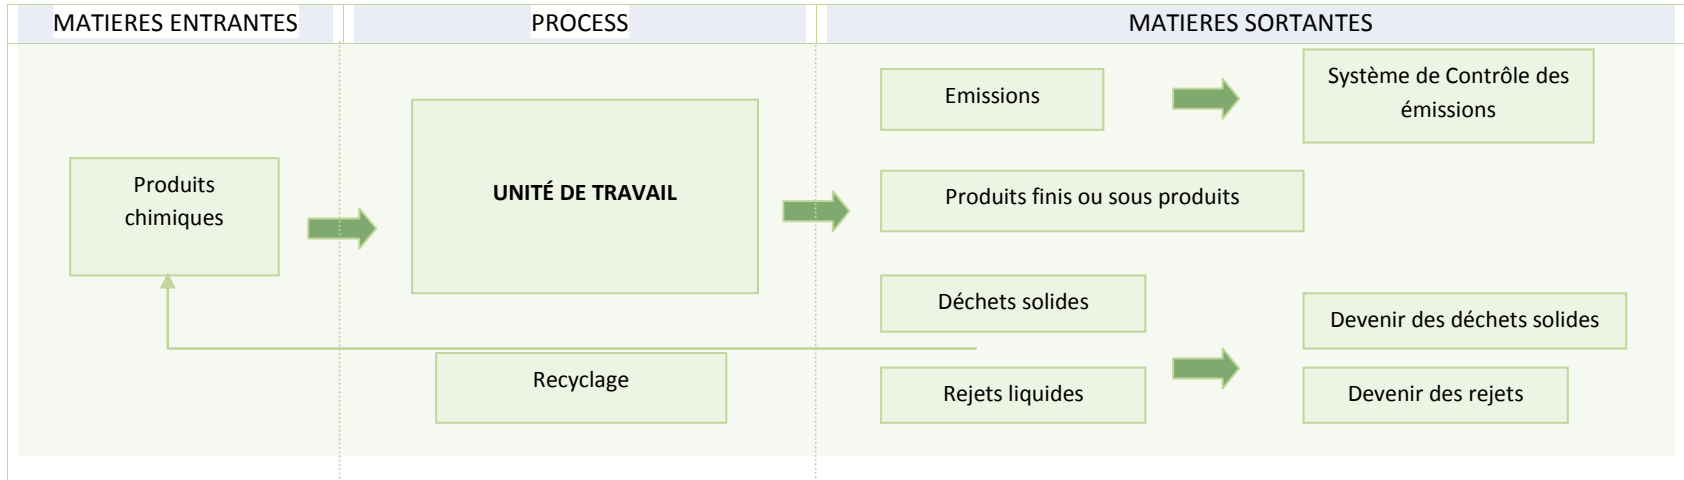 MATIERES ENTRANTES
PROCESS
MATIERES SORTANTES
Emissions
Système de Contrôle des
émissions
Produits
chimiques
UNITÉ DE TRAVAIL
Produits finis ou sous produits
Déchets solides
Devenir des déchets solides
Recyclage
Rejets liquides
Devenir des rejets